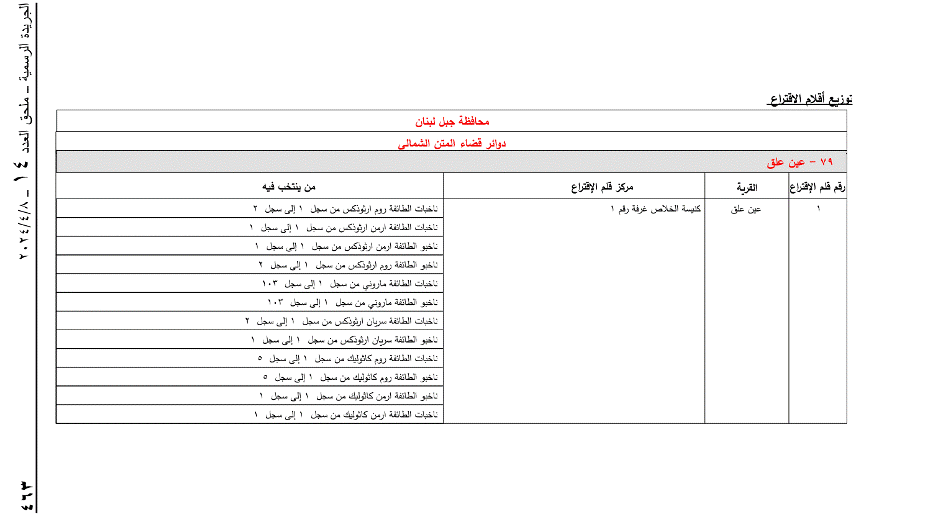 الجريدة الرسمية – ملحق العدد ١٤ – ٢٠٢٤/٤/٨
توزيع أقلام الاقتراع
محافظة جبل لبنان
دوائر قضاء المتن الشمالي
٧٩ - عين علق
رقم قلم الإقتراع القرية مركز قلم الإقتراع من ينتخب فيه
١ عين علق كنيسة الخلاص غرفة رقم ١ ناخبات الطائفة روم ارثوذكس من سجل ١ إلى سجل ٢
ناخبات الطائفة ارمن ارثوذكس من سجل ١ إلى سجل ١
ناخبو الطائفة ارمن ارثوذكس من سجل ١ إلى سجل ١
ناخبو الطائفة روم ارثوذكس من سجل ١ إلى سجل ٢
ناخبات الطائفة ماروني من سجل ١ إلى سجل ١٠٣
ناخبو الطائفة ماروني من سجل ١ إلى سجل ١٠٣
ناخبات الطائفة سريان ارثوذكس من سجل ١ إلى سجل ٢
ناخبو الطائفة سريان ارثوذكس من سجل ١ إلى سجل ١
ناخبات الطائفة روم كاثوليك من سجل ١ إلى سجل ٥
ناخبو الطائفة روم كاثوليك من سجل ١ إلى سجل ٥
ناخبو الطائفة ارمن كاثوليك من سجل ١ إلى سجل ١
ناخبات الطائفة ارمن كاثوليك من سجل ١ إلى سجل ١
٤٦٣